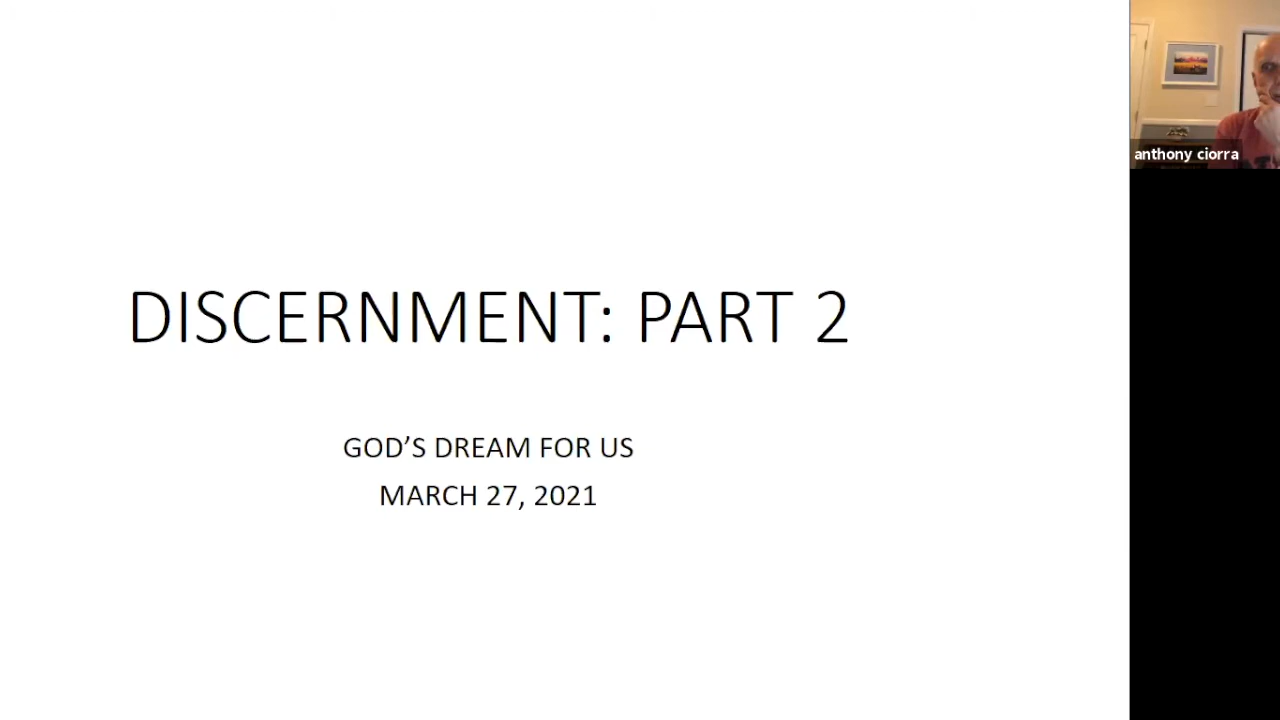 anthony ciorra
DISCERNMENT: PART 2
GOD’S DREAM FOR US
MARCH 27, 2021